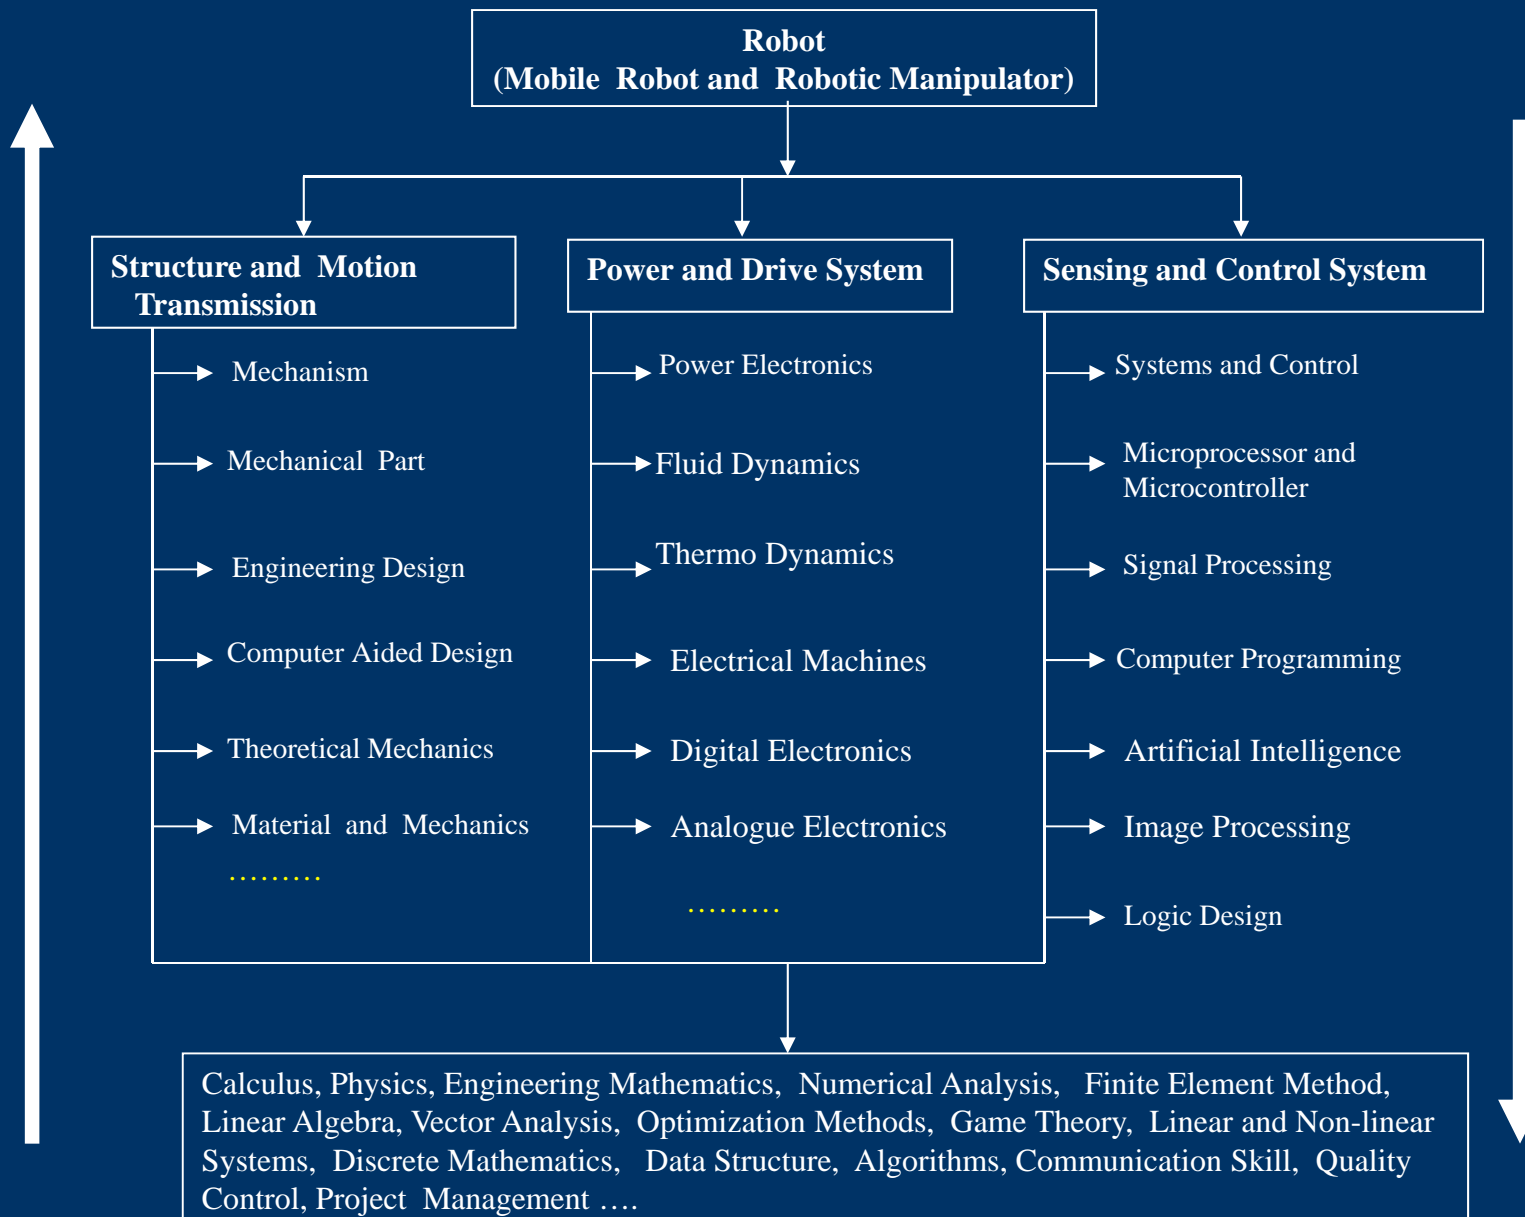 Robot
(Mobile Robot and Robotic Manipulator)
Structure and Motion
Transmission
Mechanism
Mechanical Part
Engineering Design
Computer Aided Design
Theoretical Mechanics
Material and Mechanics
.........
Power and Drive System
Power Electronics
Fluid Dynamics
Thermo Dynamics
Electrical Machines
Digital Electronics
Analogue Electronics
.........
Sensing and Control System
Systems and Control
Microprocessor and
Microcontroller
Signal Processing
Computer Programming
Artificial Intelligence
Image Processing
Logic Design
Calculus, Physics, Engineering Mathematics, Numerical Analysis, Finite Element Method,
Linear Algebra, Vector Analysis, Optimization Methods, Game Theory, Linear and Non-linear
Systems, Discrete Mathematics, Data Structure, Algorithms, Communication Skill, Quality
Control, Project Management ....